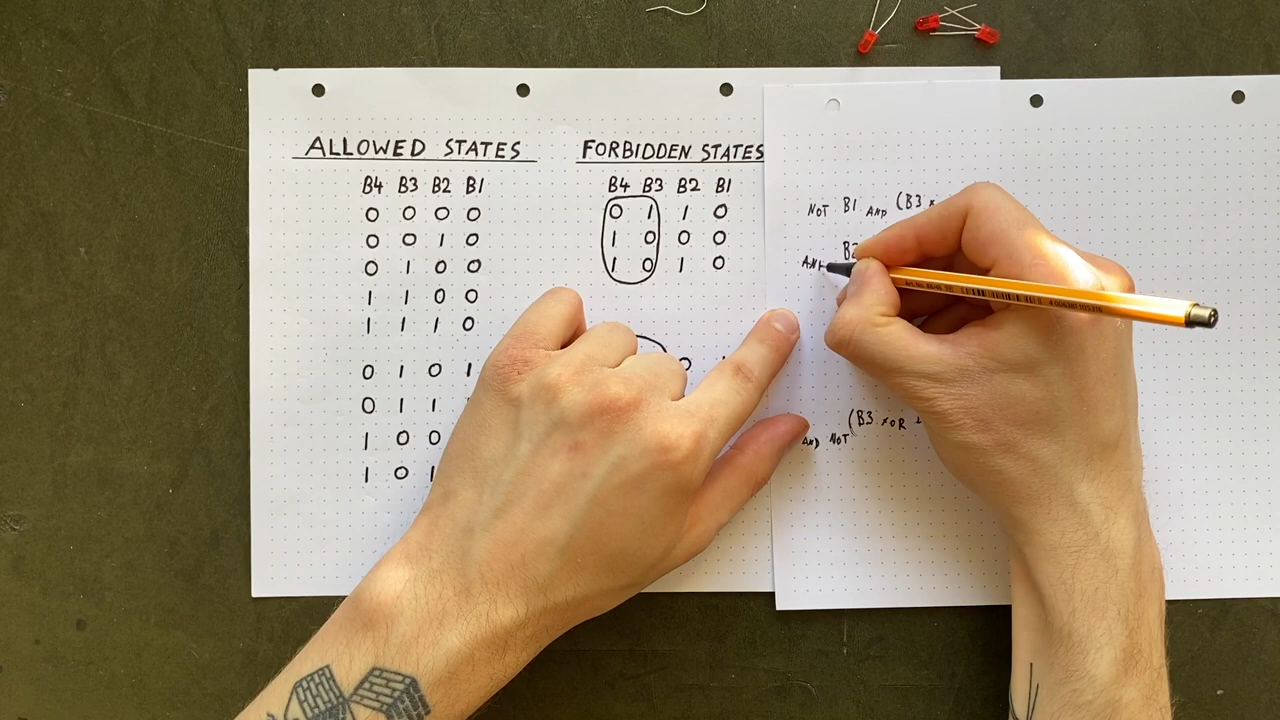 ALLOWED STATES
B4 B3 B2 B1
0 0 0 0
0 0 1 0
0 1 0 0
1 1 0 0
1 1 1 0
0 1 0 1
0 1 1
1 0 0
1 0 1
FORBIDDEN STATES
B4 B3 B2 B1
0 1 1 0
1 0 0 0
1 0 1 0
0
NOT B1 AND (B3
B2
AND NOT (B3 XOR